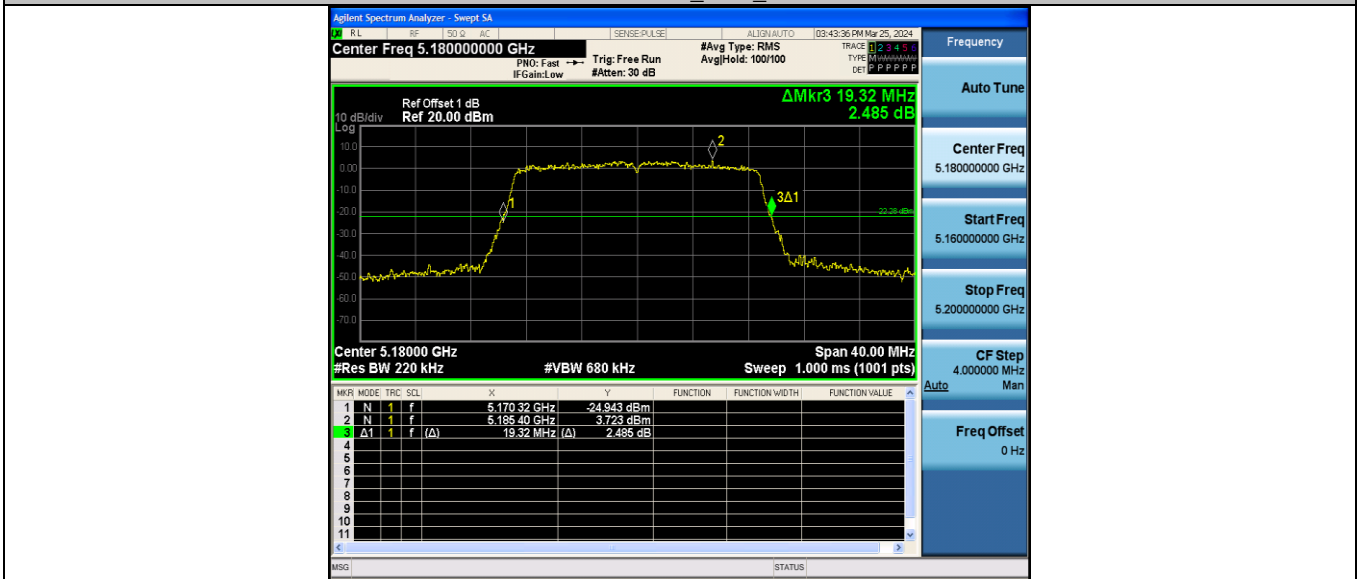 Agilent Spectrum Analyzer - Swept SA
LXI RL RF 50 Ω AC SENSE:PULSE ALIGNAUTO 03:43:36 PM Mar 25, 2024
Center Freq 5.180000000 GHz
PNO: Fast
IFGain:Low
Trig: Free Run
#Atten: 30 dB
#Avg Type: RMS
Avg|Hold: 100/100
TRACE 1 2 3 4 5 6
TYPE M
DET P P P P P P
Frequency
Auto Tune
Center Freq
5.180000000 GHz
Start Freq
5.160000000 GHz
Stop Freq
5.200000000 GHz
CF Step
4.000000 MHz
Auto Man
Freq Offset
0 Hz
ΔMkr3 19.32 MHz
2.485 dB
Ref Offset 1 dB
10 dB/div Ref 20.00 dBm
Log
10.0
0.00
-10.0
-20.0
-30.0
-40.0
-50.0
-60.0
-70.0
1
2
3Δ1
-22.28 dBm
Center 5.18000 GHz Span 40.00 MHz
#Res BW 220 kHz #VBW 680 kHz Sweep 1.000 ms (1001 pts)
MKR MODE TRC SCL X Y FUNCTION FUNCTION WIDTH FUNCTION VALUE
1 N 1 f 5.170 32 GHz -24.943 dBm
2 N 1 f 5.185 40 GHz 3.723 dBm
3 Δ1 1 f (Δ) 19.32 MHz (Δ) 2.485 dB
4
5
6
7
8
9
10
11
MSG STATUS